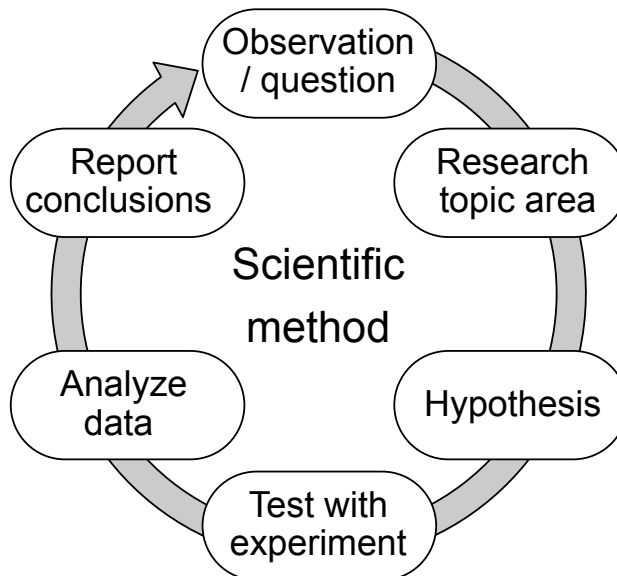 Observation
/ question
Research
topic area
Hypothesis
Test with
experiment
Analyze
data
Report
conclusions
Scientific
method